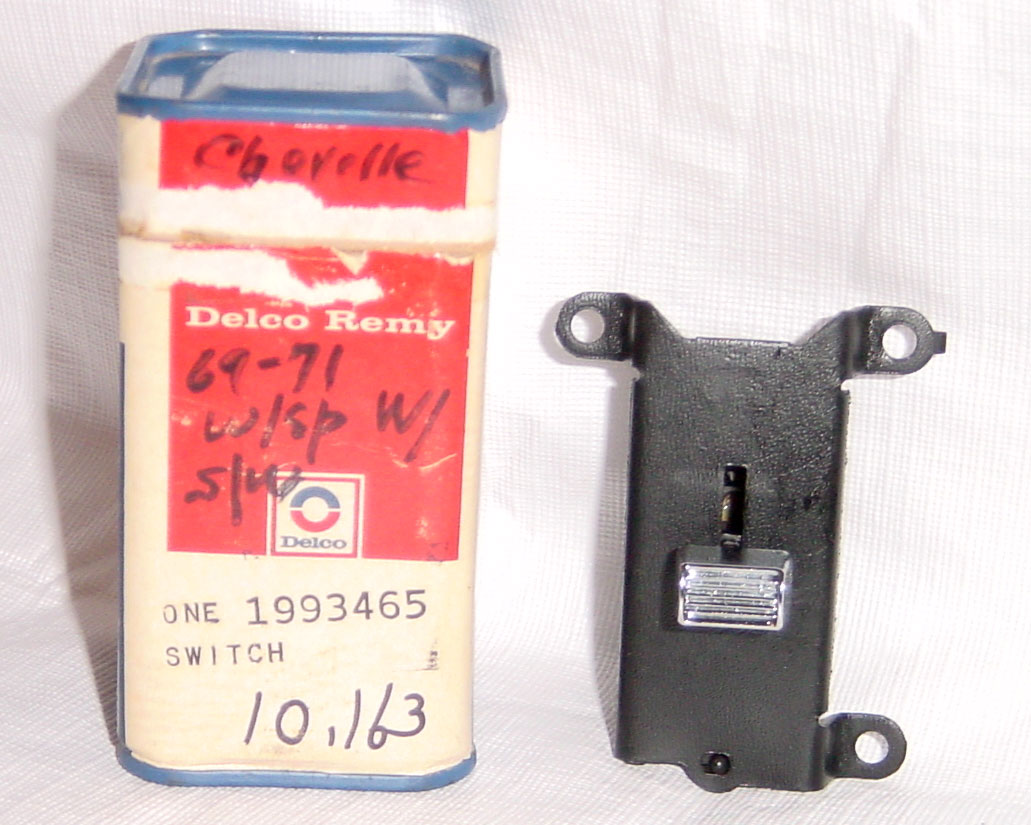 Chevelle
Delco Remy
69-71
W/SP W/
S/W
Delco
ONE 1993465
SWITCH
10.163